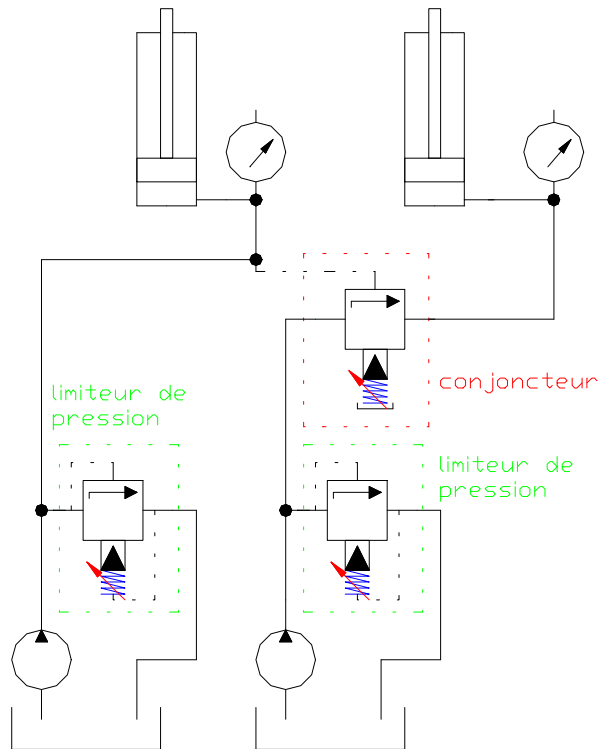 conjoncteur
limiteur de
pression
limiteur de
pression